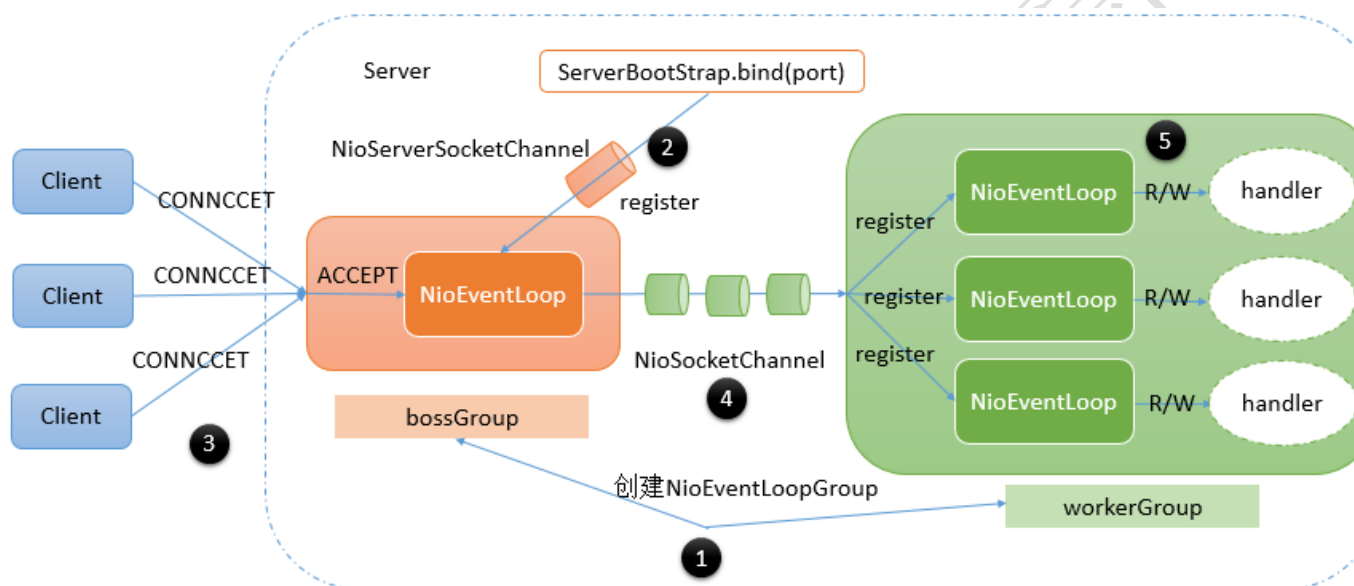 Server
ServerBootStrap.bind(port)
NioServerSocketChannel
2
register
Client
CONNCCET
Client
CONNCCET
Client
CONNCCET
3
ACCEPT
NioEventLoop
bossGroup
NioSocketChannel
4
register
register
register
NioEventLoop
5
R/W
handler
NioEventLoop
R/W
handler
NioEventLoop
R/W
handler
创建NioEventLoopGroup
workerGroup
1